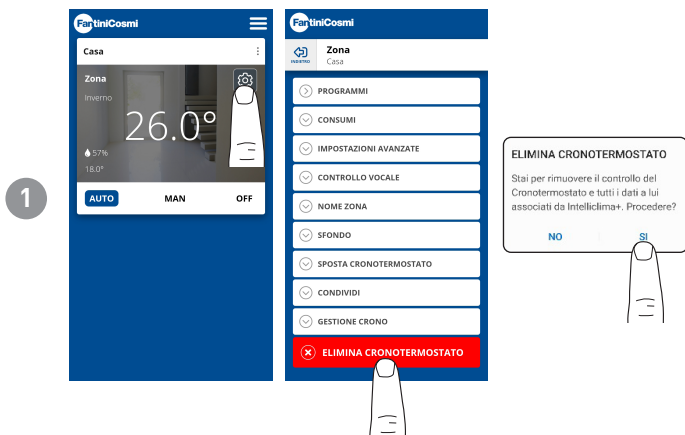 1
FantiniCosmi
Casa
Zona
Inverno
26.0°
57%
18.0°
AUTO MAN OFF
FantiniCosmi
INDIETRO
Zona
Casa
PROGRAMMI
CONSUMI
IMPOSTAZIONI AVANZATE
CONTROLLO VOCALE
NOME ZONA
SFONDO
SPOSTA CRONOTERMOSTATO
CONDIVIDI
GESTIONE CRONO
ELIMINA CRONOTERMOSTATO
ELIMINA CRONOTERMOSTATO
Stai per rimuovere il controllo del
Cronotermostato e tutti i dati a lui
associati da Intelliclima+. Procedere?
NO SI